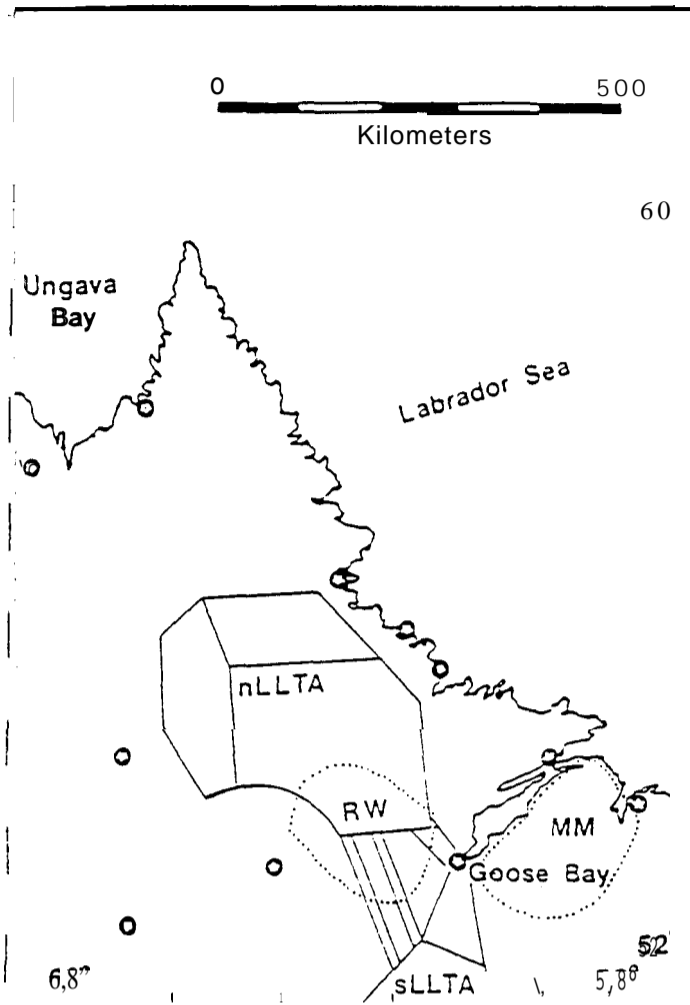 0 500
Kilometers
60
Ungava
Bay
Labrador Sea
nLLTA
RW
MM
Goose Bay
52
sLLTA